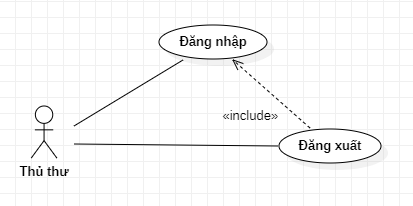 Đăng nhập
«include»
Đăng xuất
Thủ thư